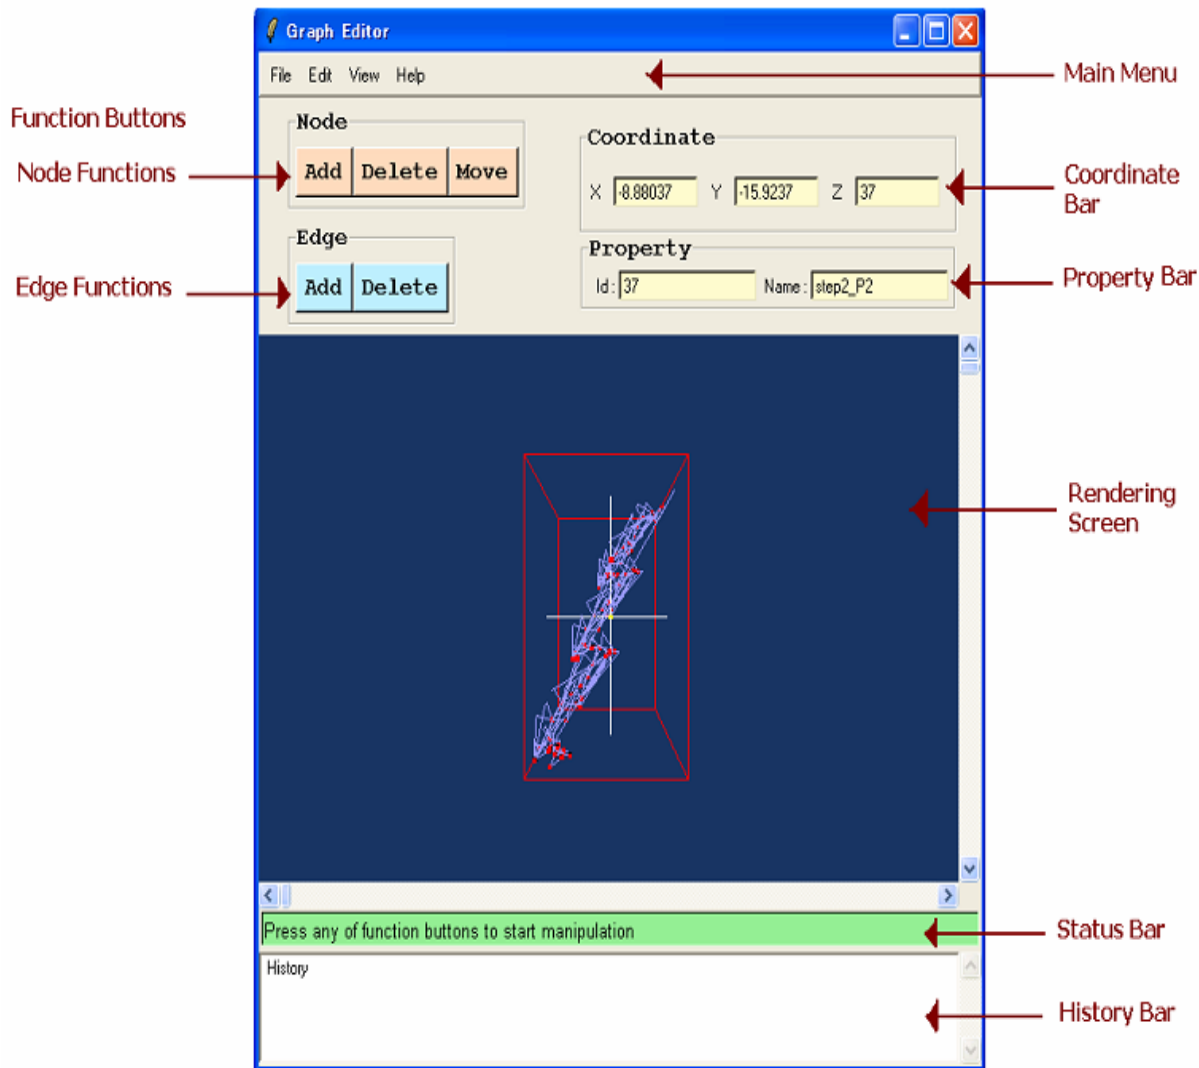 Graph Editor
File Edit View Help
Main Menu
Function Buttons
Node
Node Functions
Add Delete Move
Coordinate
X -8.88037 Y -15.9237 Z 37
Coordinate
Bar
Edge
Edge Functions
Add Delete
Property
Id: 37 Name: step2_P2
Property Bar
Rendering
Screen
Press any of function buttons to start manipulation
Status Bar
History
History Bar